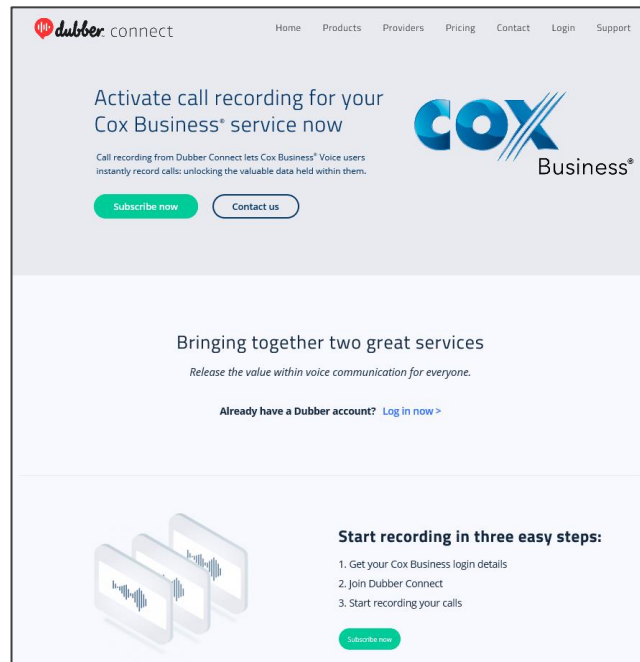 dubber. connect
Home Products Providers Pricing Contact Login Support
Activate call recording for your
Cox Business® service now
COX
Business®
Call recording from Dubber Connect lets Cox Business® Voice users
instantly record calls: unlocking the valuable data held within them.
Subscribe now Contact us
Bringing together two great services
Release the value within voice communication for everyone.
Already have a Dubber account? Log in now >
Start recording in three easy steps:
1. Get your Cox Business login details
2. Join Dubber Connect
3. Start recording your calls
Subscribe now